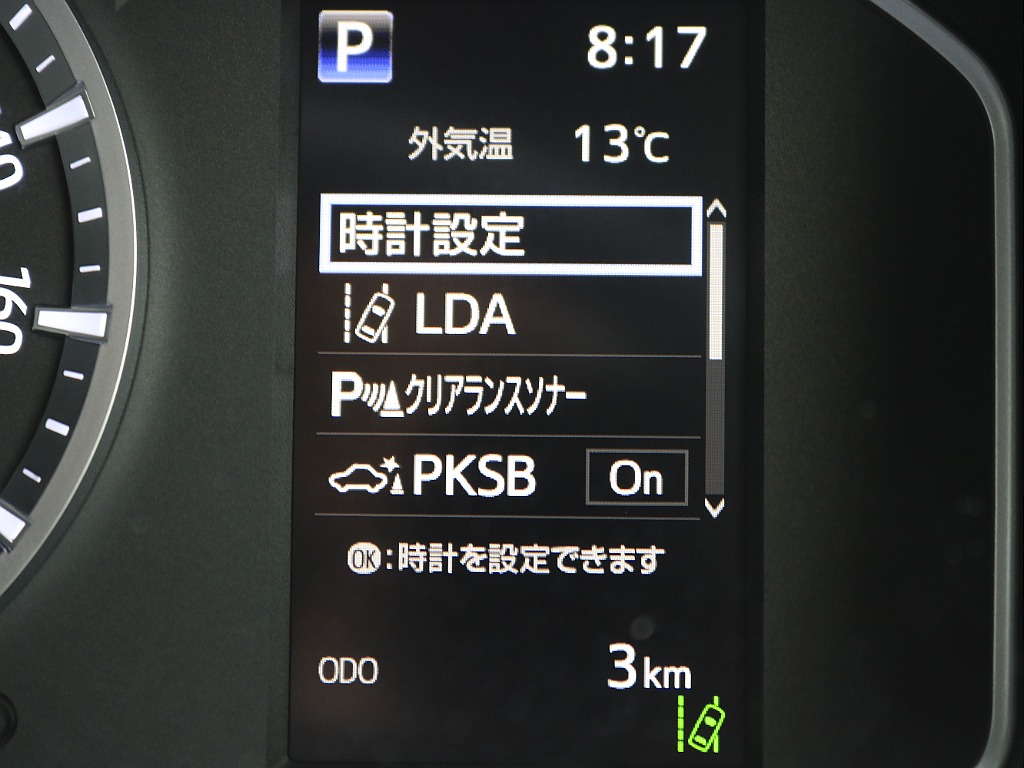 P 8:17
外気温 13℃
時計設定
LDA
P クリアランスソナー
PKSB On
OK:時計を設定できます
ODO 3km
160